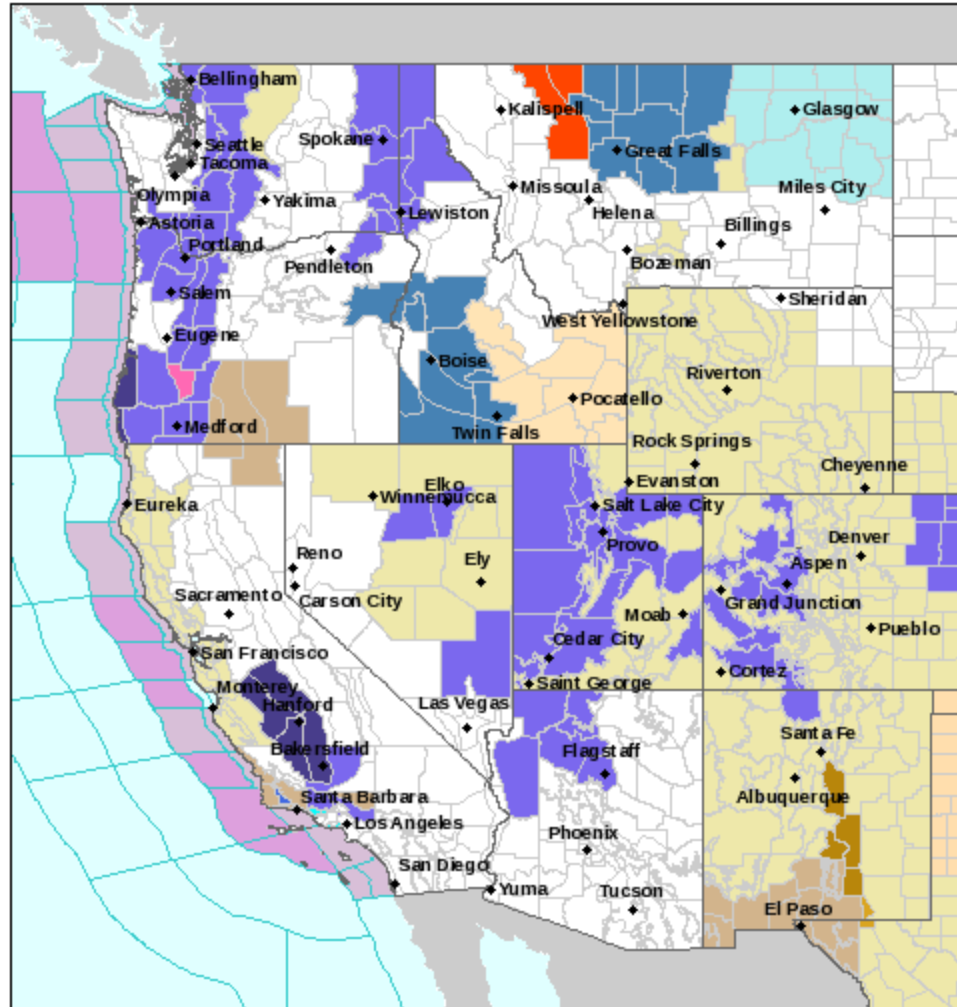 Bellingham
Kalispell
Glasgow
Seattle
Spokane
Great Falls
Tacoma
Olympia
Missoula
Miles City
Yakima
Helena
Lewiston
Astoria
Billings
Portland
Pendleton
Bozeman
Salem
Sheridan
West Yellowstone
Eugene
Boise
Riverton
Pocatello
Medford
Twin Falls
Rock Springs
Cheyenne
Elko
Evanston
Winnemucca
Eureka
Salt Lake City
Denver
Provo
Reno
Ely
Aspen
Sacramento
Carson City
Grand Junction
Moab
Pueblo
Cedar City
San Francisco
Cortez
Saint George
Monterey
Hanford
Las Vegas
Santa Fe
Bakersfield
Flagstaff
Santa Barbara
Albuquerque
Los Angeles
Phoenix
San Diego
Yuma
Tucson
El Paso